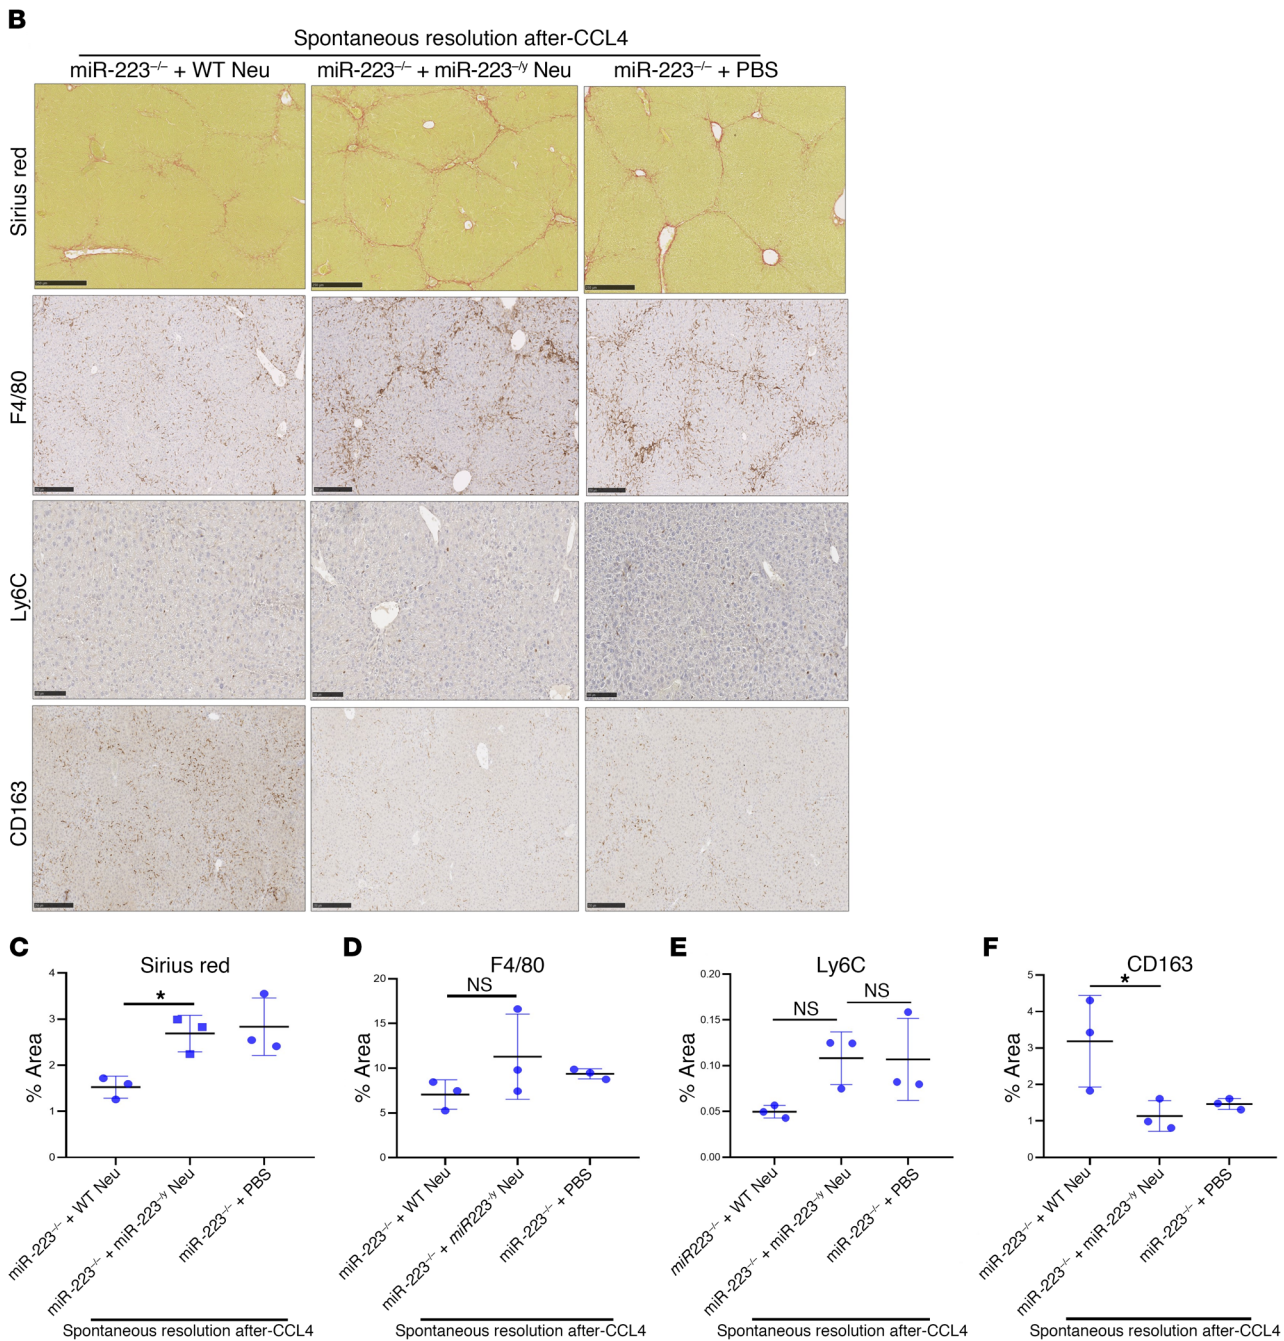 B
Spontaneous resolution after-CCL4
miR-223–/– + WT Neu
miR-223–/– + miR-223–/y Neu
miR-223–/– + PBS
Sirius red
F4/80
Ly6C
CD163
C
Sirius red
% Area
4
3
2
1
0
*
miR-223–/– + WT Neu
miR-223–/– + miR-223–/y Neu
miR-223–/– + PBS
Spontaneous resolution after-CCL4
D
F4/80
% Area
20
15
10
5
0
NS
miR-223–/– + WT Neu
miR-223–/– + miR223–/y Neu
miR-223–/– + PBS
Spontaneous resolution after-CCL4
E
Ly6C
% Area
0.20
0.15
0.10
0.05
0.00
NS
NS
miR223–/– + WT Neu
miR-223–/– + miR-223–/y Neu
miR-223–/– + PBS
Spontaneous resolution after-CCL4
F
CD163
% Area
5
4
3
2
1
0
*
miR-223–/– + WT Neu
miR-223–/– + miR-223–/y Neu
miR-223–/– + PBS
Spontaneous resolution after-CCL4